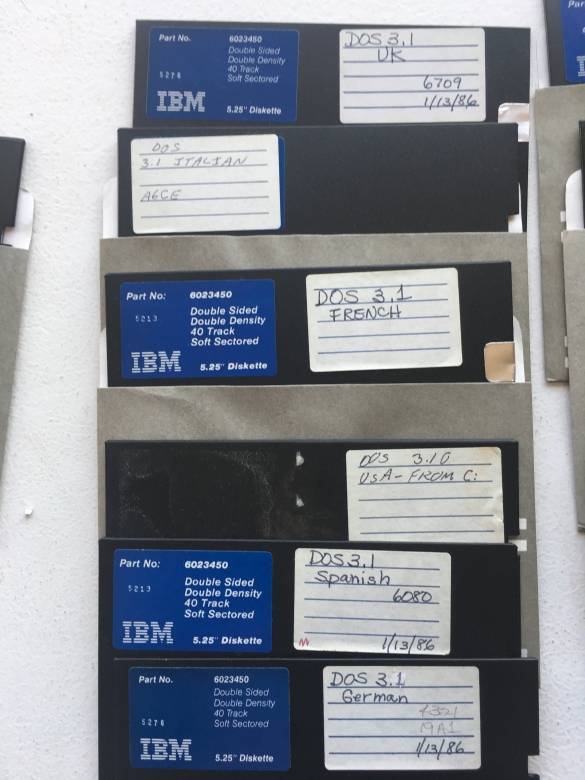 Part No. 6023450
Double Sided
Double Density
40 Track
Soft Sectored
5276
IBM
5.25" Diskette
DOS 3.1
UK
6709
1/13/86
DOS
3.1 ITALIAN
A6CE
Part No: 6023450
Double Sided
Double Density
40 Track
Soft Sectored
5213
IBM
5.25" Diskette
DOS 3.1
FRENCH
DOS 3.10
USA-FROM C:
Part No: 6023450
Double Sided
Double Density
40 Track
Soft Sectored
5213
IBM
5.25" Diskette
DOS 3.1
Spanish
6080
1/13/86
Part No. 6023450
Double Sided
Double Density
40 Track
Soft Sectored
5276
IBM
5.25" Diskette
DOS 3.1
German
4321
19A1
1/13/86